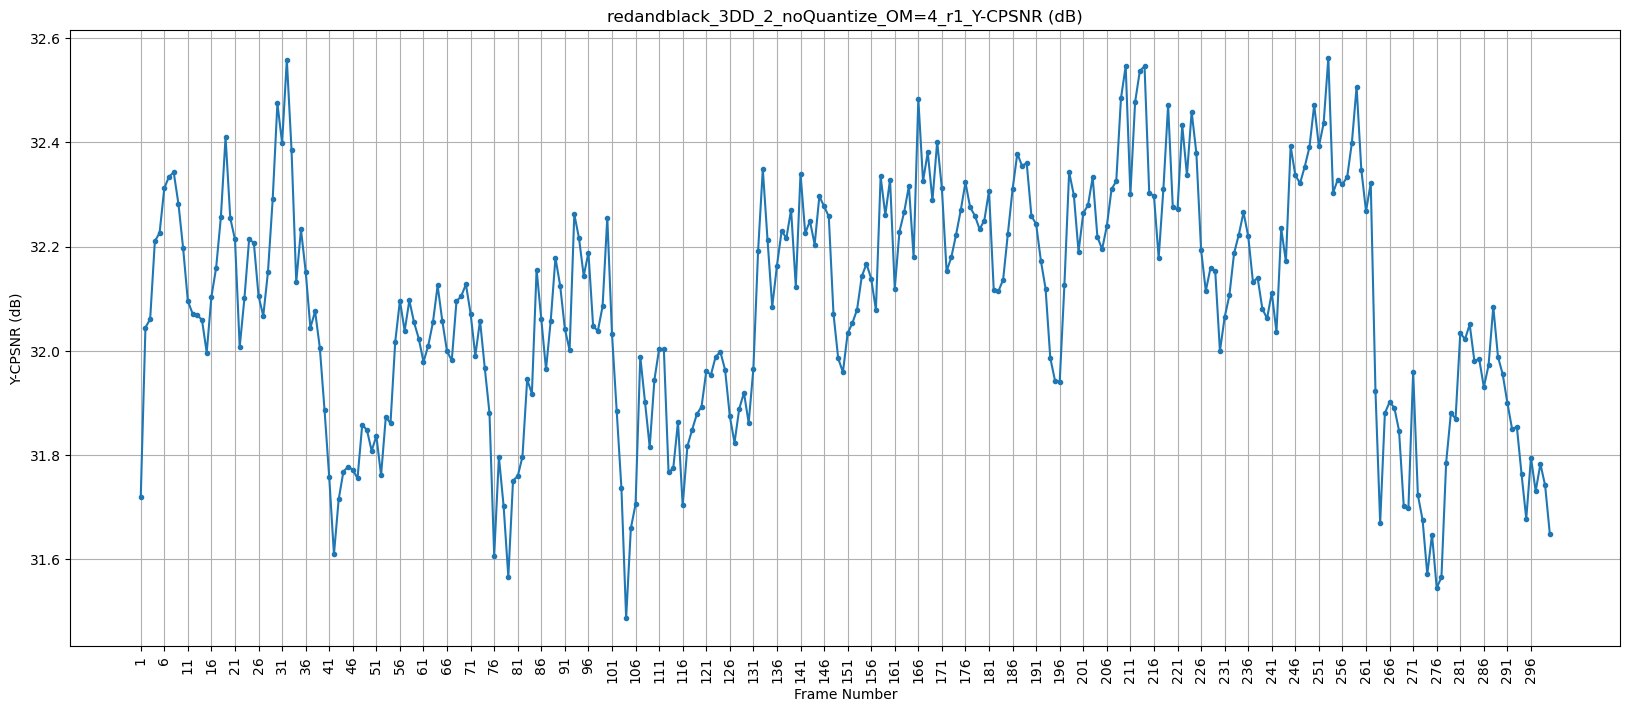 redandblack_3DD_2_noQuantize_OM=4_r1_Y-CPSNR (dB)
Y-CPSNR (dB)
32.6
32.4
32.2
32.0
31.8
31.6
1 6 11 16 21 26 31 36 41 46 51 56 61 66 71 76 81 86 91 96 101 106 111 116 121 126 131 136 141 146 151 156 161 166 171 176 181 186 191 196 201 206 211 216 221 226 231 236 241 246 251 256 261 266 271 276 281 286 291 296
Frame Number